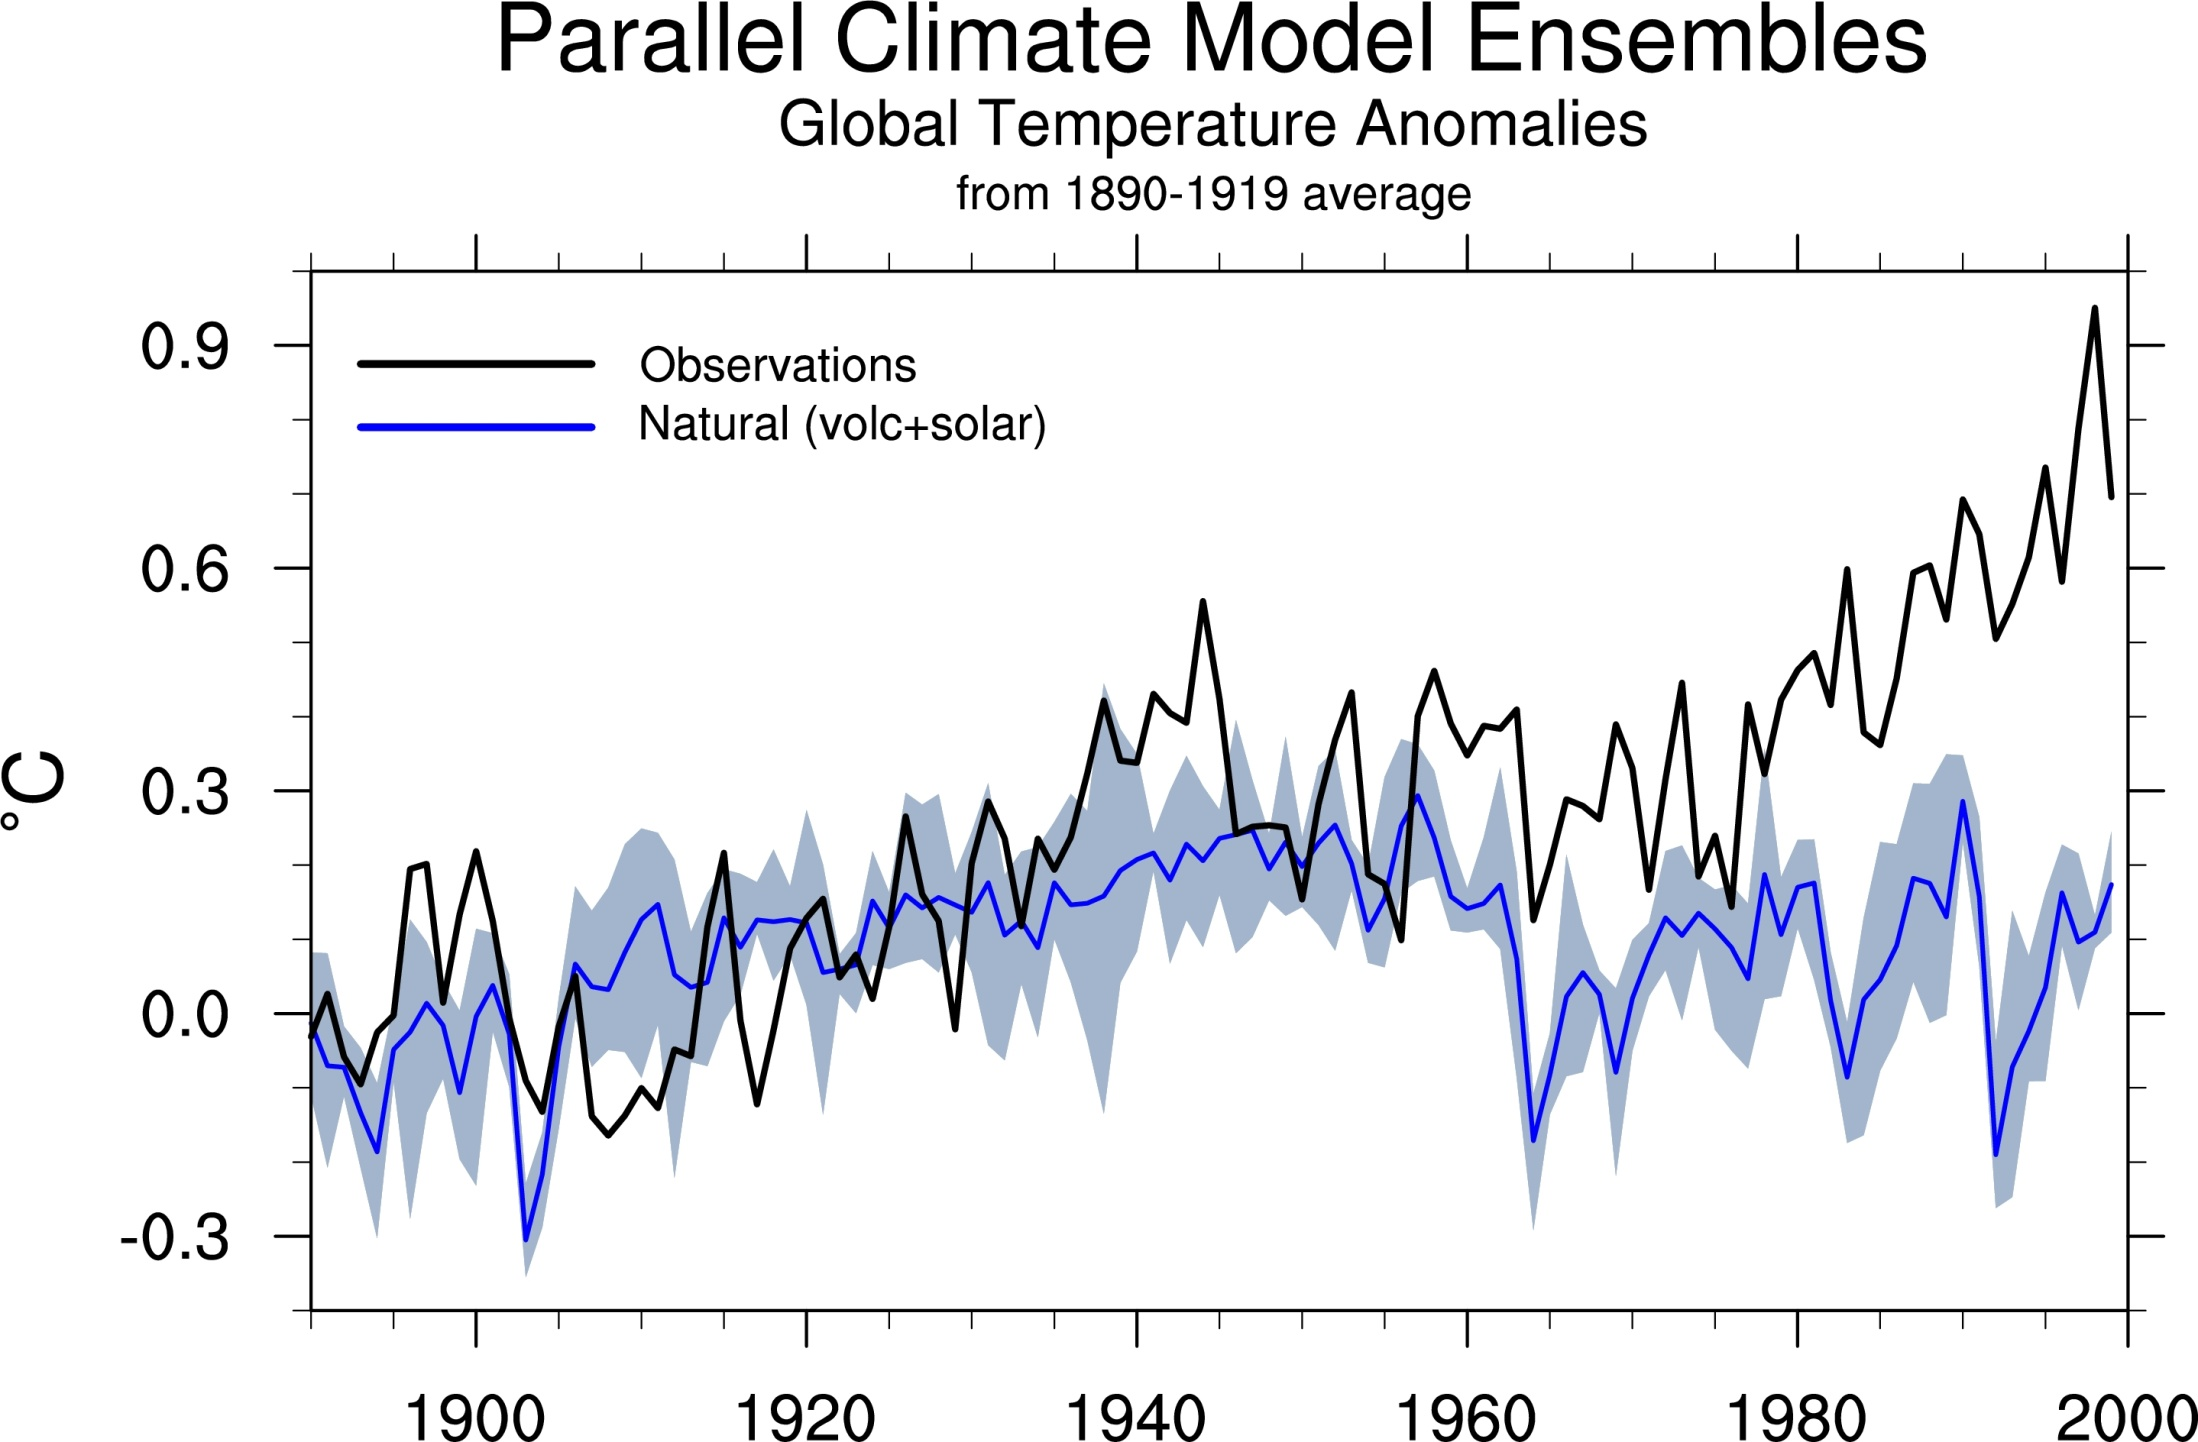 Parallel Climate Model Ensembles
Global Temperature Anomalies
from 1890-1919 average
0.9
Observations
Natural (volc+solar)
0.6
°C
0.3
0.0
-0.3
1900 1920 1940 1960 1980 2000